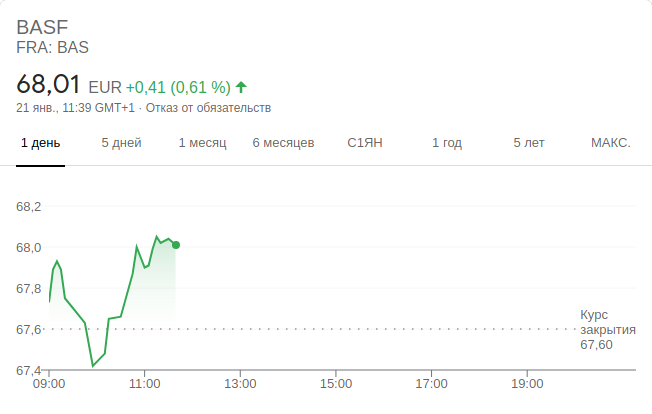 BASF
FRA: BAS
68,01 EUR +0,41 (0,61 %)
21 янв., 11:39 GMT+1 · Отказ от обязательств
1 день 5 дней 1 месяц 6 месяцев С1ЯН 1 год 5 лет МАКС.
68,2
68,0
67,8
67,6
67,4
Курс
закрытия
67,60
09:00 11:00 13:00 15:00 17:00 19:00